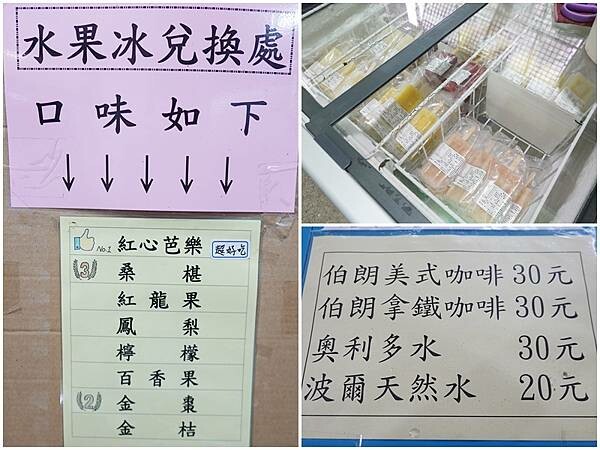 水果冰兌換處
口味如下
↓↓↓↓↓
No.1 紅心芭樂 超好吃
3 桑椹
紅龍果
鳳梨
檸檬
百香果
2 金棗
金桔
伯朗美式咖啡 30元
伯朗拿鐵咖啡 30元
奧利多水 30元
波爾天然水 20元